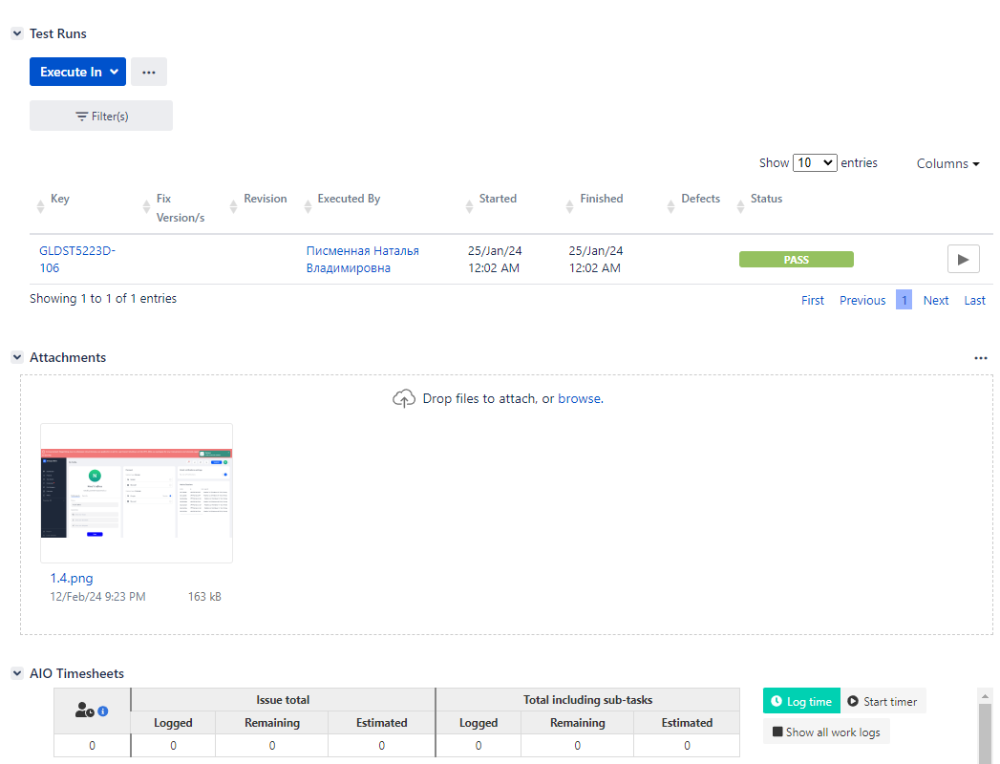 Test Runs
Execute In
Filter(s)
Show 10 entries
Columns
Key
Fix
Version/s
Revision
Executed By
Started
Finished
Defects
Status
GLDST5223D-
106
Писменная Наталья
Владимировна
25/Jan/24
12:02 AM
25/Jan/24
12:02 AM
PASS
Showing 1 to 1 of 1 entries
First Previous 1 Next Last
Attachments
Drop files to attach, or browse.
1.4.png
12/Feb/24 9:23 PM 163 kB
AIO Timesheets
Issue total Total including sub-tasks
Logged Remaining Estimated Logged Remaining Estimated
0 0 0 0 0 0 0
Log time Start timer
Show all work logs